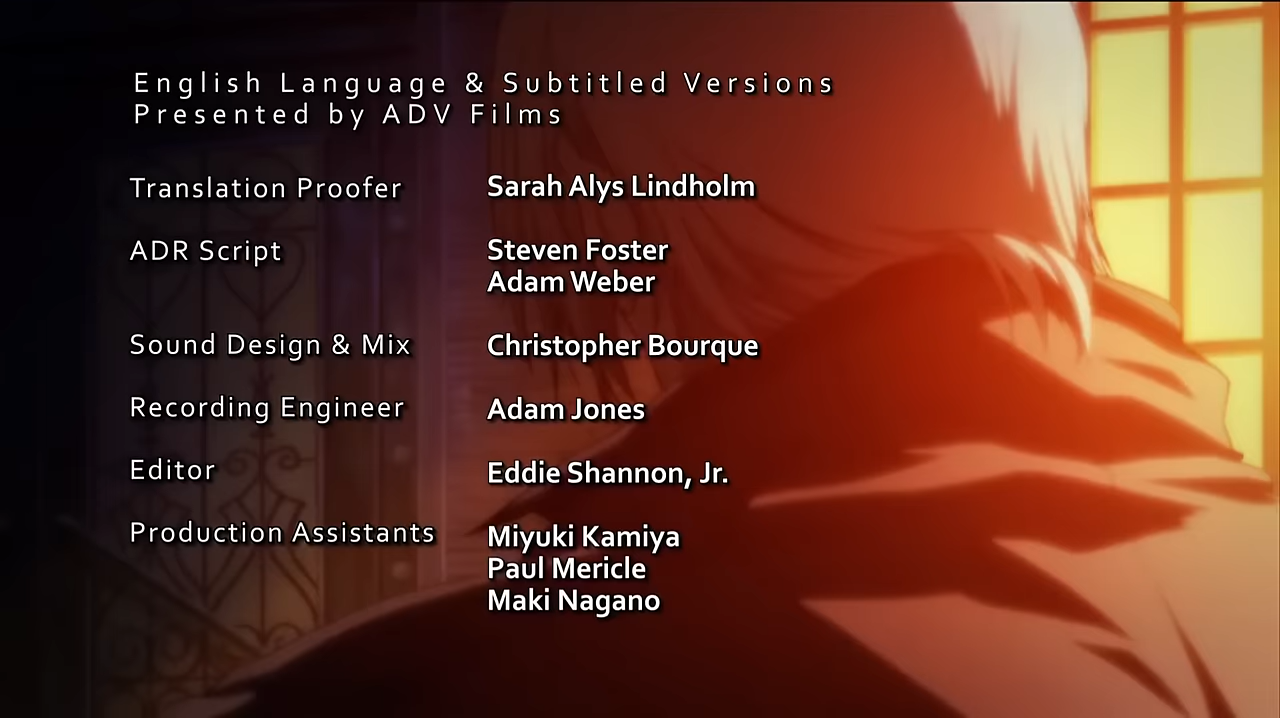 English Language & Subtitled Versions
Presented by ADV Films
Translation Proofer Sarah Alys Lindholm
ADR Script Steven Foster
Adam Weber
Sound Design & Mix Christopher Bourque
Recording Engineer Adam Jones
Editor Eddie Shannon, Jr.
Production Assistants Miyuki Kamiya
Paul Mericle
Maki Nagano